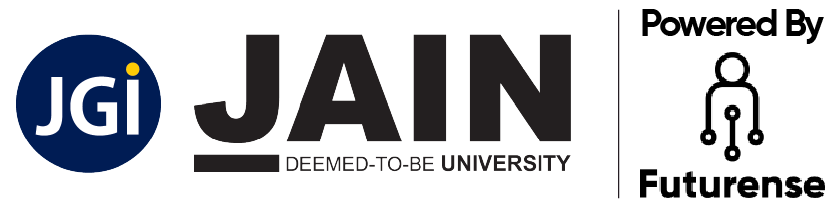 JGi
JAIN
DEEMED-TO-BE UNIVERSITY
Powered By
Futurense